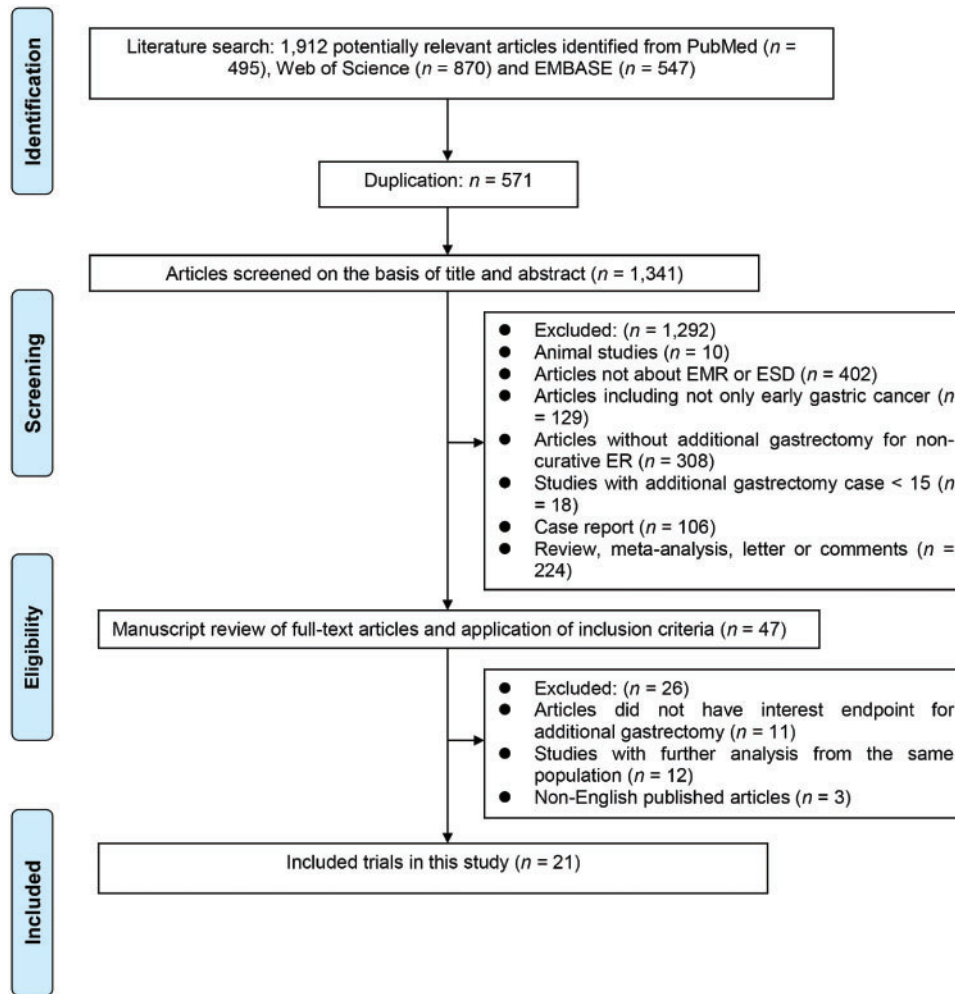 Identification
Literature search: 1,912 potentially relevant articles identified from PubMed (n =
495), Web of Science (n = 870) and EMBASE (n = 547)
Duplication: n = 571
Articles screened on the basis of title and abstract (n = 1,341)
Screening
● Excluded: (n = 1,292)
● Animal studies (n = 10)
● Articles not about EMR or ESD (n = 402)
● Articles including not only early gastric cancer (n
= 129)
● Articles without additional gastrectomy for non-
curative ER (n = 308)
● Studies with additional gastrectomy case < 15 (n
= 18)
● Case report (n = 106)
● Review, meta-analysis, letter or comments (n =
224)
Eligibility
Manuscript review of full-text articles and application of inclusion criteria (n = 47)
● Excluded: (n = 26)
● Articles did not have interest endpoint for
additional gastrectomy (n = 11)
● Studies with further analysis from the same
population (n = 12)
● Non-English published articles (n = 3)
Included
Included trials in this study (n = 21)